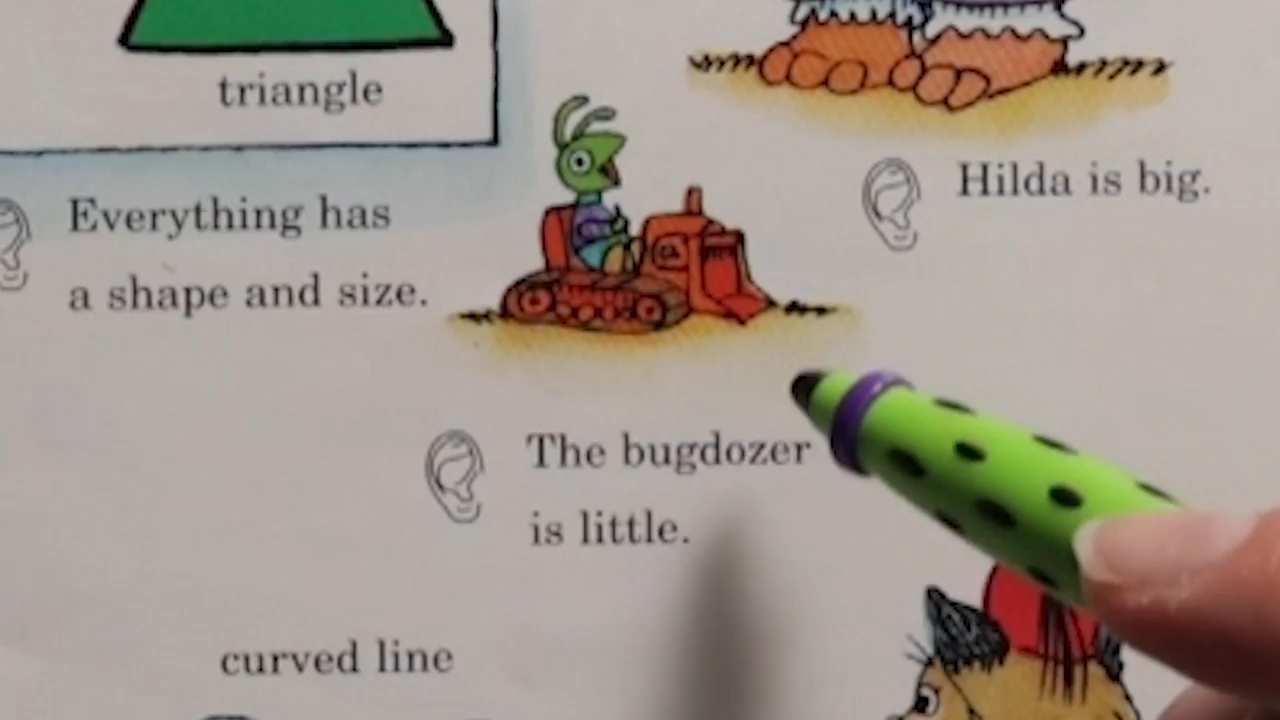 triangle
Everything has
a shape and size.
Hilda is big.
The bugdozer
is little.
curved line